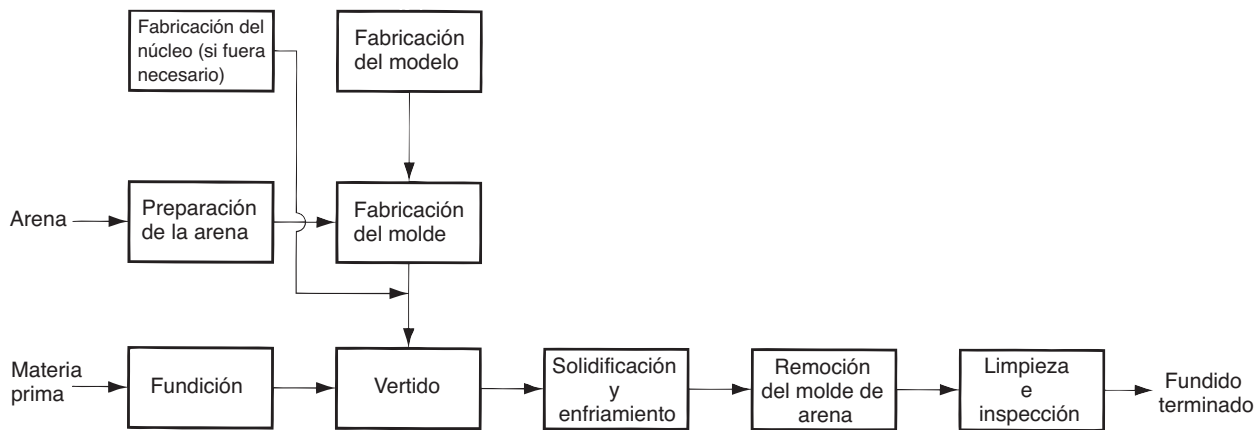 Fabricación del
núcleo (si fuera
necesario)
Fabricación
del modelo
Arena
Preparación
de la arena
Fabricación
del molde
Materia
prima
Fundición
Vertido
Solidificación
y
enfriamiento
Remoción
del molde de
arena
Limpieza
e
inspección
Fundido
terminado